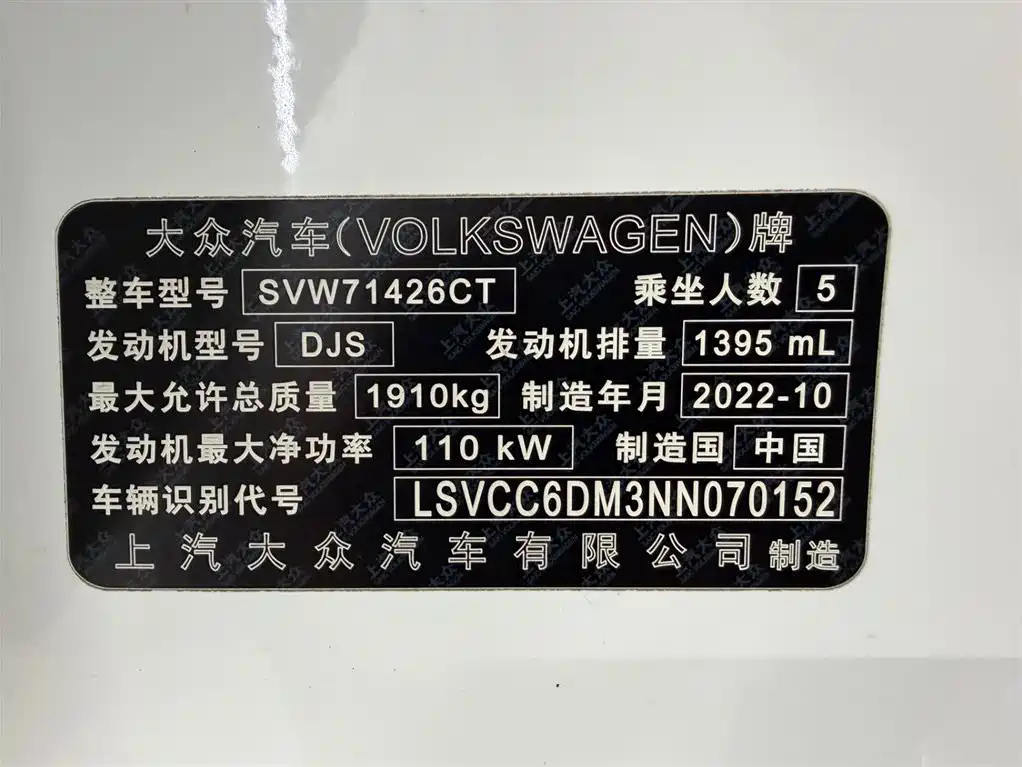 大众汽车(VOLKSWAGEN)牌
整车型号 SVW71426CT 乘坐人数 5
发动机型号 DJS 发动机排量 1395 mL
最大允许总质量 1910kg 制造年月 2022-10
发动机最大净功率 110 kW 制造国 中国
车辆识别代号 LSVCC6DM3NN070152
上汽大众汽车有限公司 制造